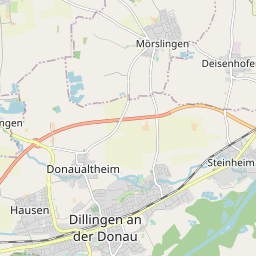 Mörslingen
Deisenhofe
ngen
Donaualtheim
Steinheim
Hausen
Dillingen an
der Donau